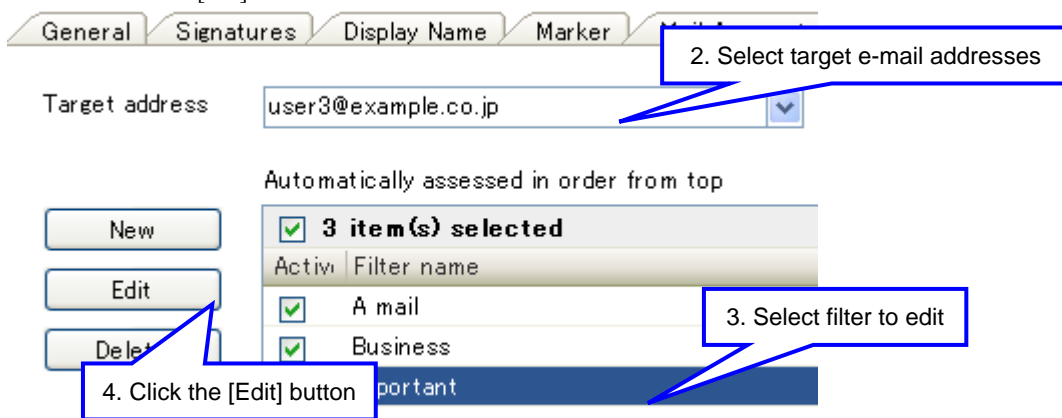 General Signatures Display Name Marker
2. Select target e-mail addresses
Target address user3@example.co.jp
Automatically assessed in order from top
New
3 item(s) selected
Activ Filter name
Edit
A mail
3. Select filter to edit
Business
4. Click the [Edit] button
portant